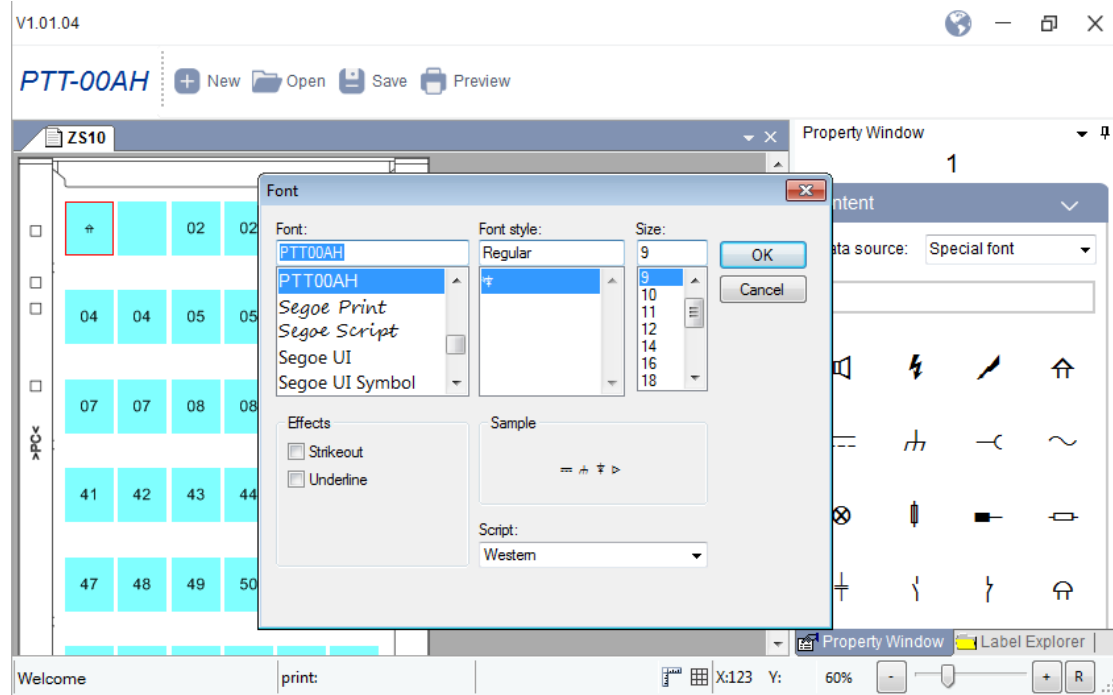 V1.01.04
PTT-00AH New Open Save Preview
ZS10
Property Window
1
Font
Font: Font style: Size:
PTT00AH Regular 9 OK
PTT00AH 9 Cancel
Segoe Print 10
Segoe Script 11
Segoe UI 12
Segoe UI Symbol 14
16
18
Effects
Strikeout
Underline
Sample
Script:
Western
ntent
ata source: Special font
02 02
04 04 05 05
07 07 08 08
>PC<
41 42 43 44
47 48 49 50
Property Window Label Explorer
Welcome print: X:123 Y: 60% - + R